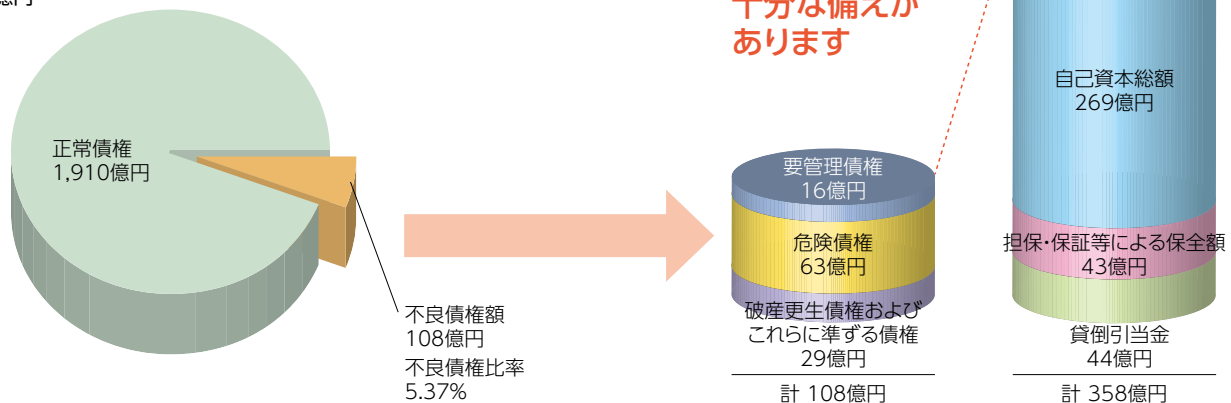 億円
正常債権
1,910億円
不良債権額
108億円
不良債権比率
5.37%
十分な備えが
あります
要管理債権
16億円
危険債権
63億円
破産更生債権および
これらに準ずる債権
29億円
計 108億円
自己資本総額
269億円
担保・保証等による保全額
43億円
貸倒引当金
44億円
計 358億円